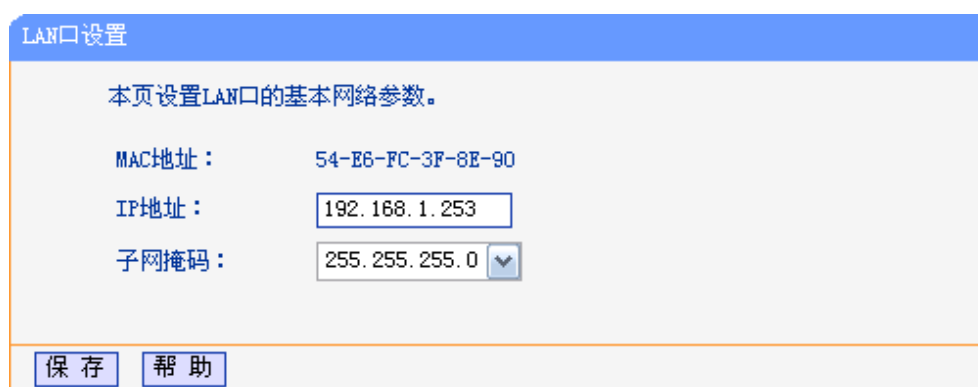 LAN口设置
本页设置LAN口的基本网络参数。
MAC地址： 54-E6-FC-3F-8E-90
IP地址： 192.168.1.253
子网掩码： 255.255.255.0
保 存 帮 助